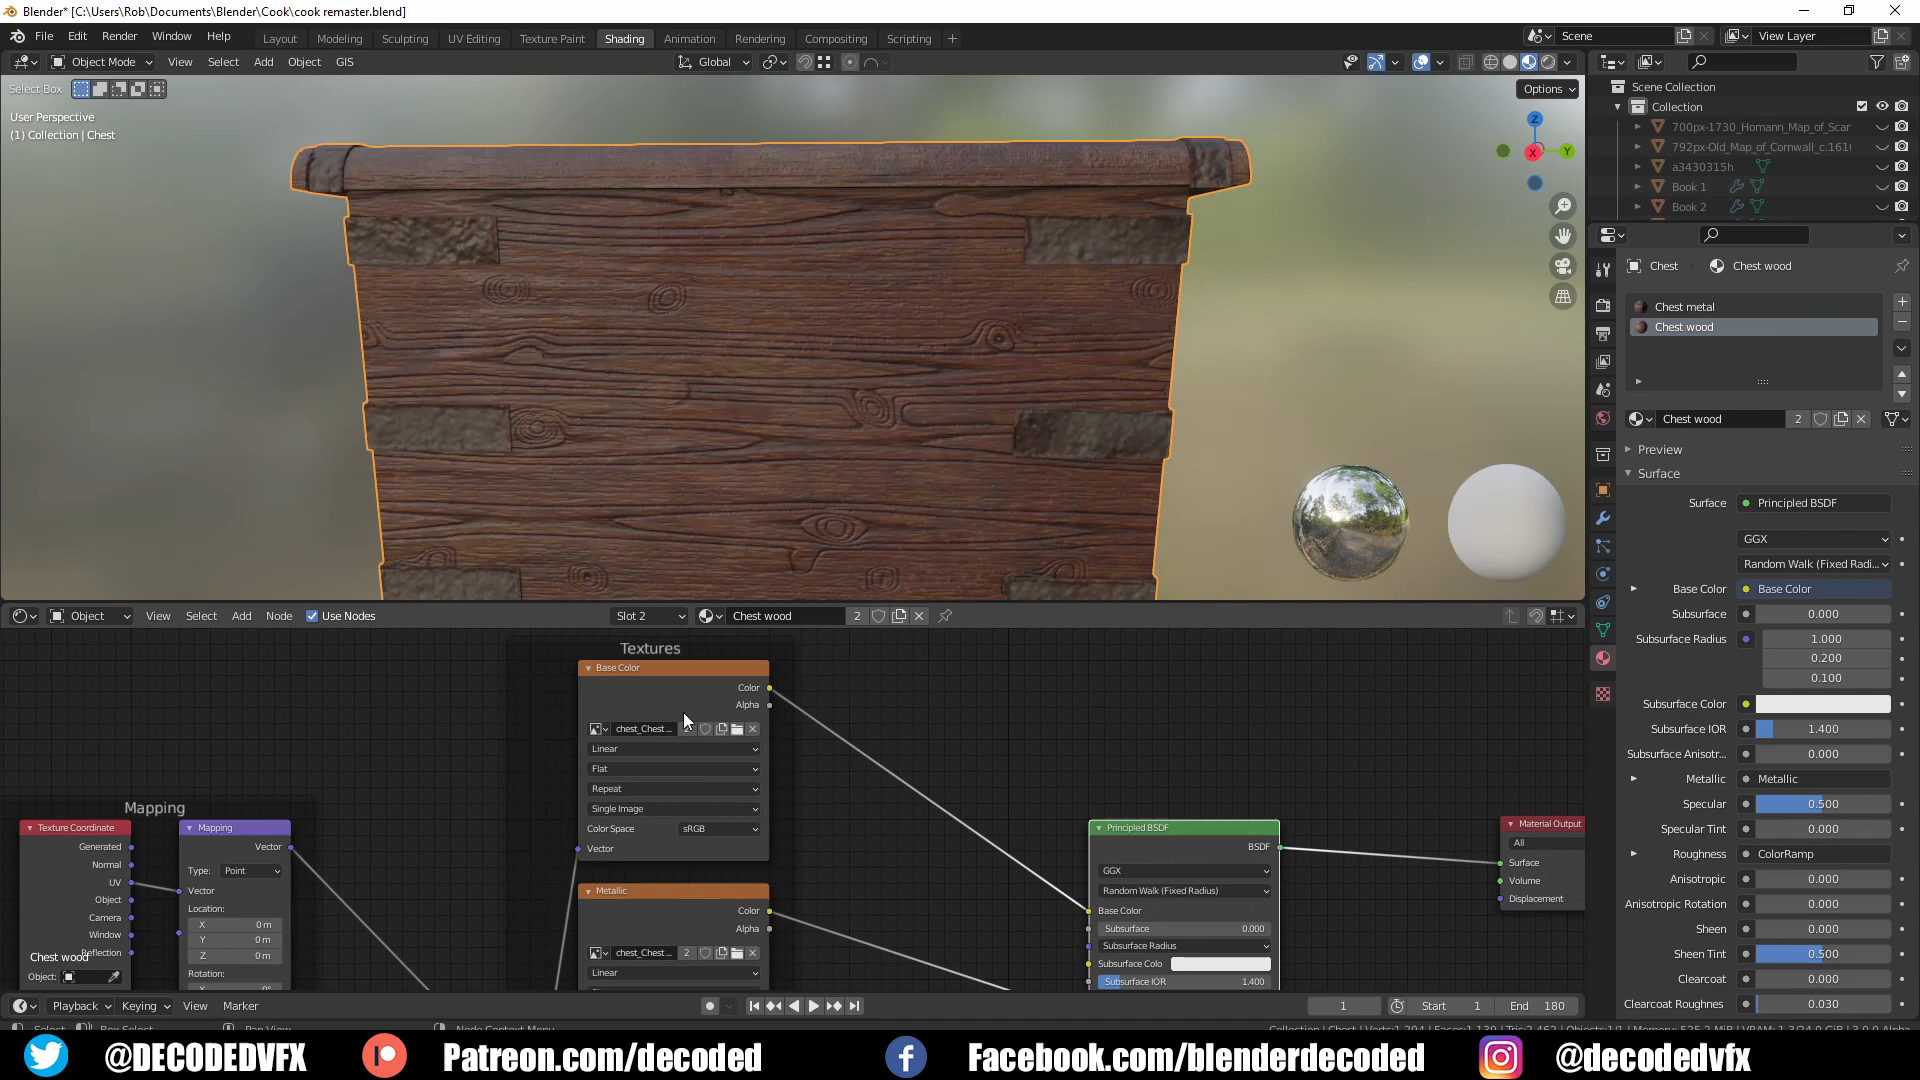 Blender* [C:\Users\Rob\Documents\Blender\Cook\cook remaster.blend]
File Edit Render Window Help Layout Modeling Sculpting UV Editing Texture Paint Shading Animation Rendering Compositing Scripting + Scene View Layer
Object Mode View Select Add Object GIS Global
Select Box Options
User Perspective
(1) Collection | Chest
Z
Y
X
Scene Collection
Collection
700px-1730_Homann_Map_of_Scar
792px-Old_Map_of_Cornwall_c.161
a3430315h
Book 1
Book 2
Chest Chest wood
Chest metal
Chest wood
Chest wood 2
Preview
Surface
Surface Principled BSDF
GGX
Random Walk (Fixed Radi...
Base Color Base Color
Subsurface 0.000
Subsurface Radius 1.000
0.200
0.100
Subsurface Color
Subsurface IOR 1.400
Subsurface Anisotr... 0.000
Metallic Metallic
Specular 0.500
Specular Tint 0.000
Roughness ColorRamp
Anisotropic 0.000
Anisotropic Rotation 0.000
Sheen 0.000
Sheen Tint 0.500
Clearcoat 0.000
Clearcoat Roughnes 0.030
Object View Select Add Node Use Nodes Slot 2 Chest wood 2
Textures
Base Color
Color
Alpha
chest_Chest...
Linear
Flat
Repeat
Single Image
Color Space sRGB
Vector
Metallic
Color
Alpha
chest_Chest... 2
Linear
Mapping
Texture Coordinate
Generated
Normal
UV
Object
Camera
Window
Reflection
Chest wood
Object:
Mapping
Vector
Type: Point
Vector
Location:
X 0 m
Y 0 m
Z 0 m
Rotation:
Principled BSDF
BSDF
GGX
Random Walk (Fixed Radius)
Base Color
Subsurface 0.000
Subsurface Radius
Subsurface Colo
Subsurface IOR 1.400
Material Output
All
Surface
Volume
Displacement
Playback Keying View Marker 1 Start 1 End 180
@DECODEDVFX Patreon.com/decoded Facebook.com/blenderdecoded @decodedvfx